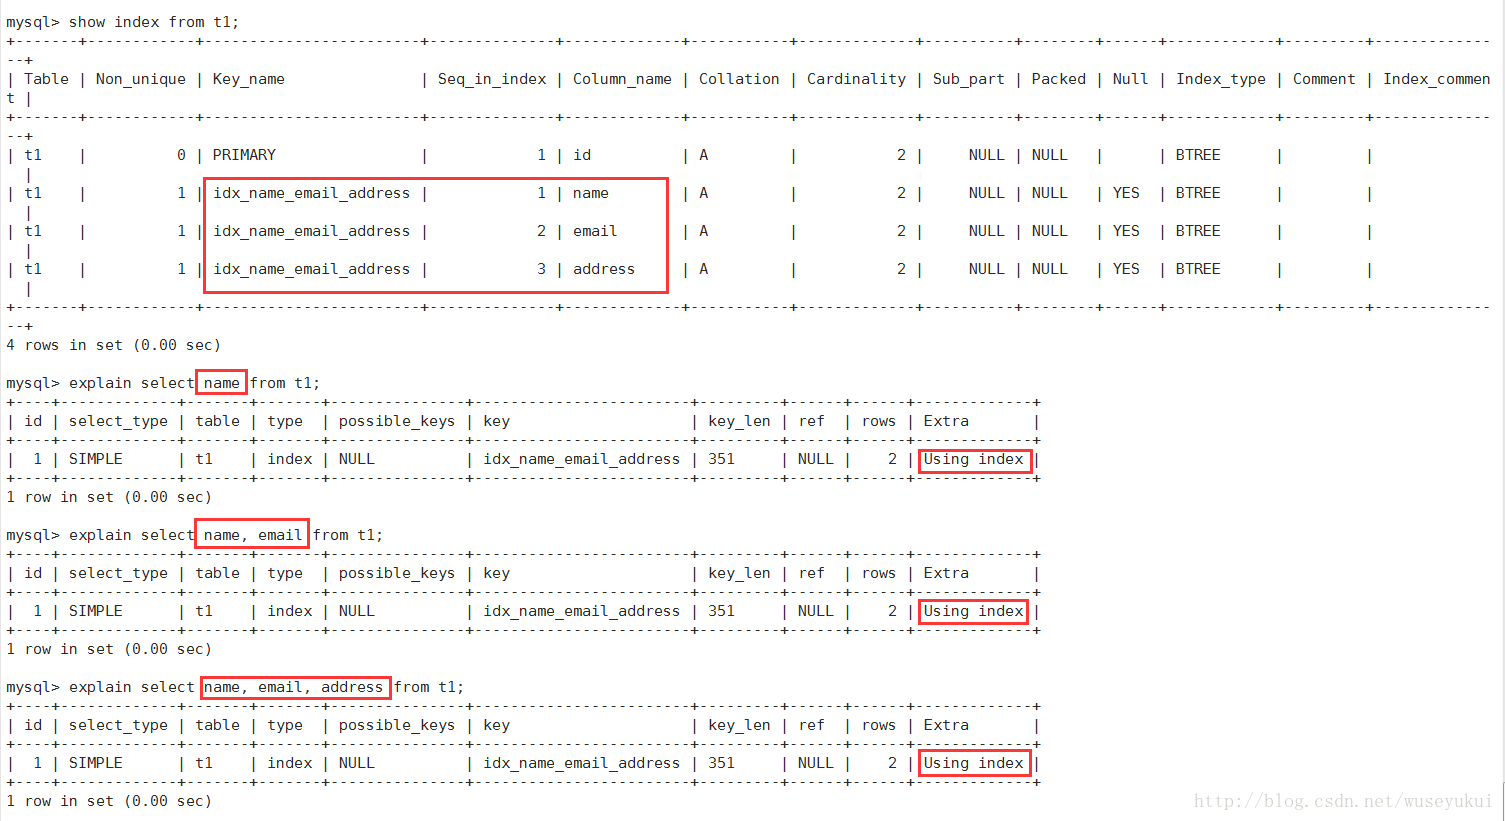 mysql> show index from t1;
+-------+------------+------------------------+--------------+-------------+-----------+-------------+----------+--------+------+------------+---------+-------------
--+
| Table | Non_unique | Key_name               | Seq_in_index | Column_name | Collation | Cardinality | Sub_part | Packed | Null | Index_type | Comment | Index_commen
t |
+-------+------------+------------------------+--------------+-------------+-----------+-------------+----------+--------+------+------------+---------+-------------
--+
| t1    |          0 | PRIMARY                |            1 | id          | A         |           2 |     NULL | NULL   |      | BTREE      |         |
  |
| t1    |          1 | idx_name_email_address |            1 | name        | A         |           2 |     NULL | NULL   | YES  | BTREE      |         |
  |
| t1    |          1 | idx_name_email_address |            2 | email       | A         |           2 |     NULL | NULL   | YES  | BTREE      |         |
  |
| t1    |          1 | idx_name_email_address |            3 | address     | A         |           2 |     NULL | NULL   | YES  | BTREE      |         |
  |
+-------+------------+------------------------+--------------+-------------+-----------+-------------+----------+--------+------+------------+---------+-------------
--+
4 rows in set (0.00 sec)
mysql> explain select name from t1;
+----+-------------+-------+-------+---------------+------------------------+---------+------+------+-------------+
| id | select_type | table | type  | possible_keys | key                    | key_len | ref  | rows | Extra       |
+----+-------------+-------+-------+---------------+------------------------+---------+------+------+-------------+
|  1 | SIMPLE      | t1    | index | NULL          | idx_name_email_address | 351     | NULL |    2 | Using index |
+----+-------------+-------+-------+---------------+------------------------+---------+------+------+-------------+
1 row in set (0.00 sec)
mysql> explain select name, email from t1;
+----+-------------+-------+-------+---------------+------------------------+---------+------+------+-------------+
| id | select_type | table | type  | possible_keys | key                    | key_len | ref  | rows | Extra       |
+----+-------------+-------+-------+---------------+------------------------+---------+------+------+-------------+
|  1 | SIMPLE      | t1    | index | NULL          | idx_name_email_address | 351     | NULL |    2 | Using index |
+----+-------------+-------+-------+---------------+------------------------+---------+------+------+-------------+
1 row in set (0.00 sec)
mysql> explain select name, email, address from t1;
+----+-------------+-------+-------+---------------+------------------------+---------+------+------+-------------+
| id | select_type | table | type  | possible_keys | key                    | key_len | ref  | rows | Extra       |
+----+-------------+-------+-------+---------------+------------------------+---------+------+------+-------------+
|  1 | SIMPLE      | t1    | index | NULL          | idx_name_email_address | 351     | NULL |    2 | Using index |
+----+-------------+-------+-------+---------------+------------------------+---------+------+------+-------------+
1 row in set (0.00 sec)
http://blog.csdn.net/wuseyukui